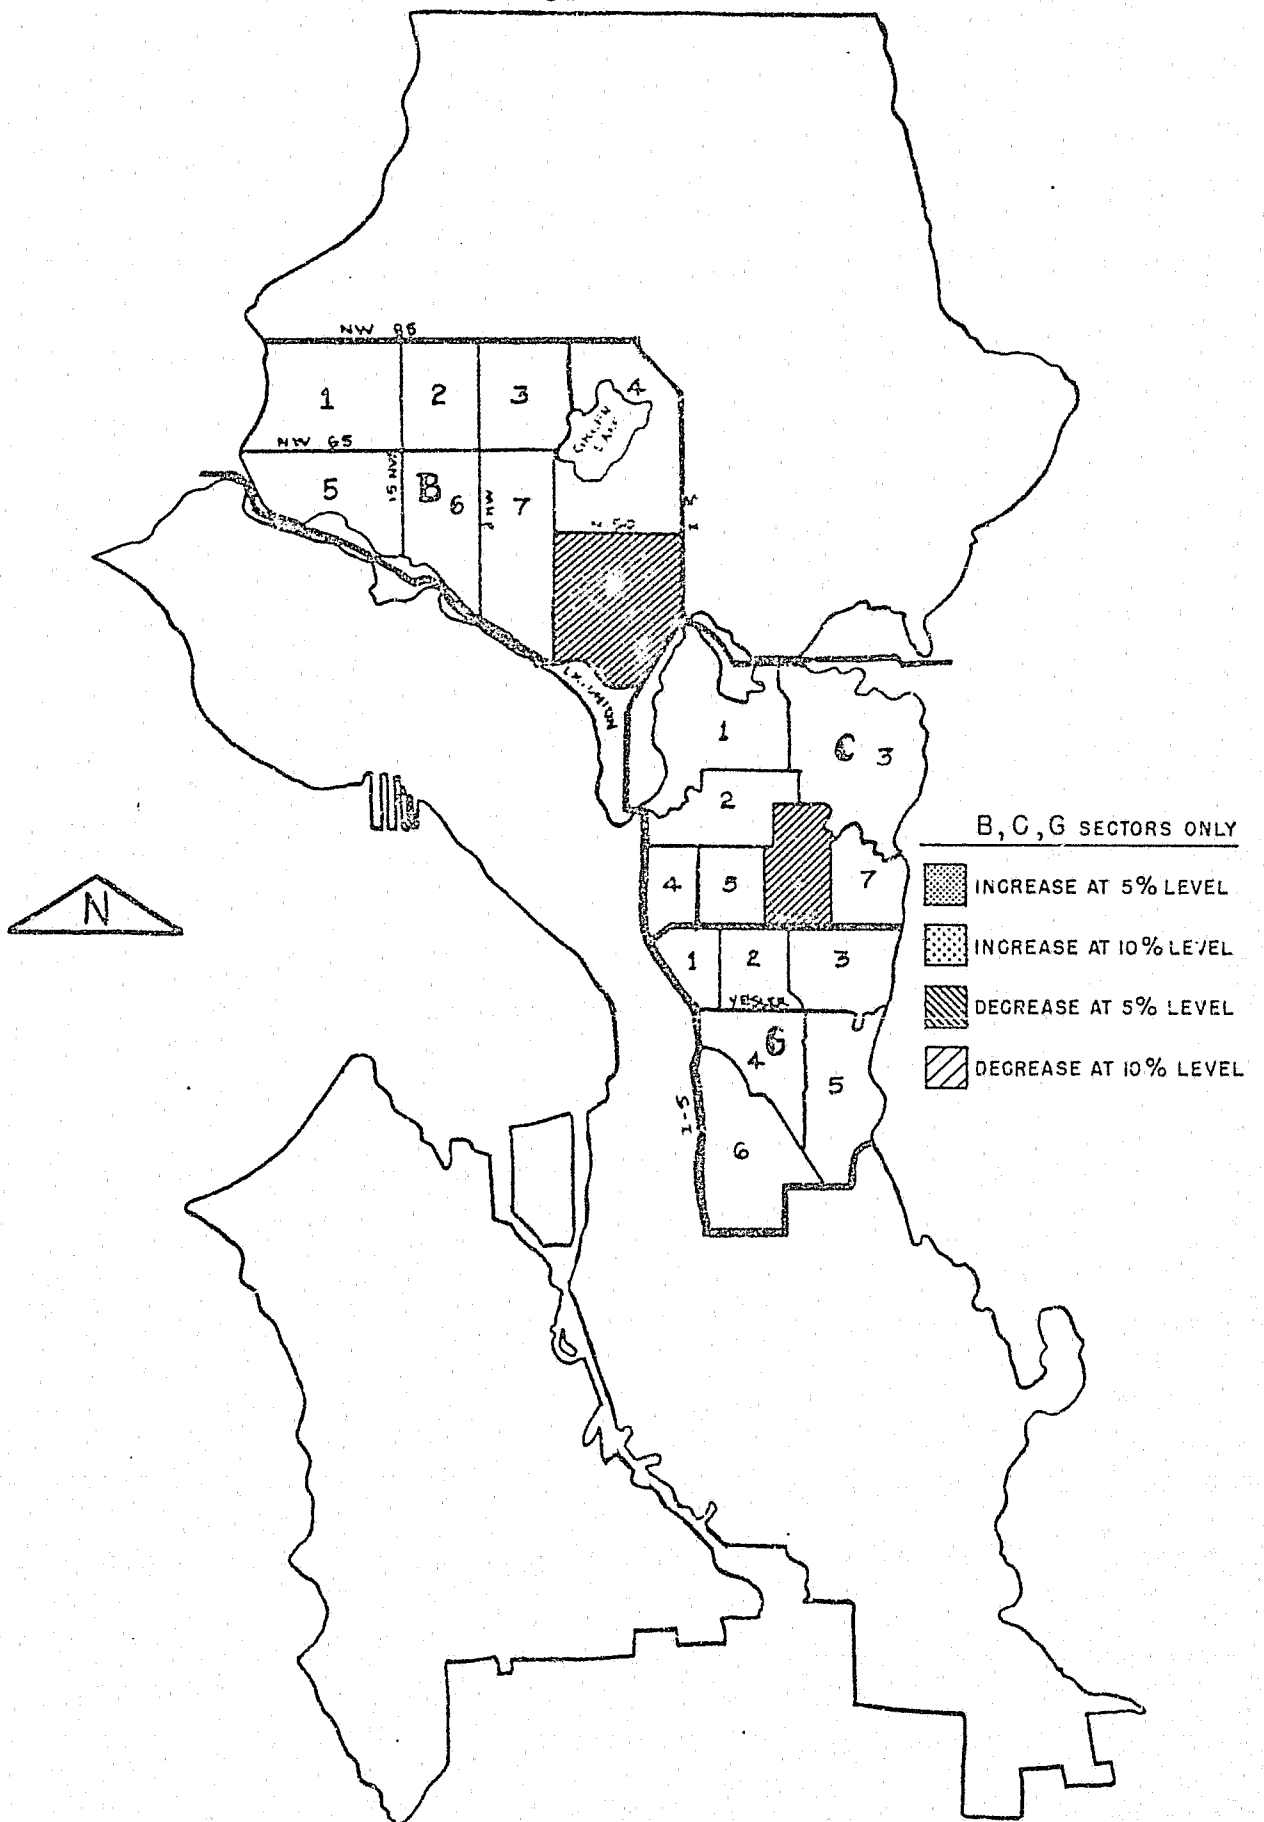 NW 85
1
2
3
4
NW 65
5
15 NW
B
6
7
N 50
I-5
LK. UNION
1
C
3
2
4
5
7
1
2
3
YESLER
G
4
5
I-5
6
N
B, C, G SECTORS ONLY
INCREASE AT 5% LEVEL
INCREASE AT 10% LEVEL
DECREASE AT 5% LEVEL
DECREASE AT 10% LEVEL